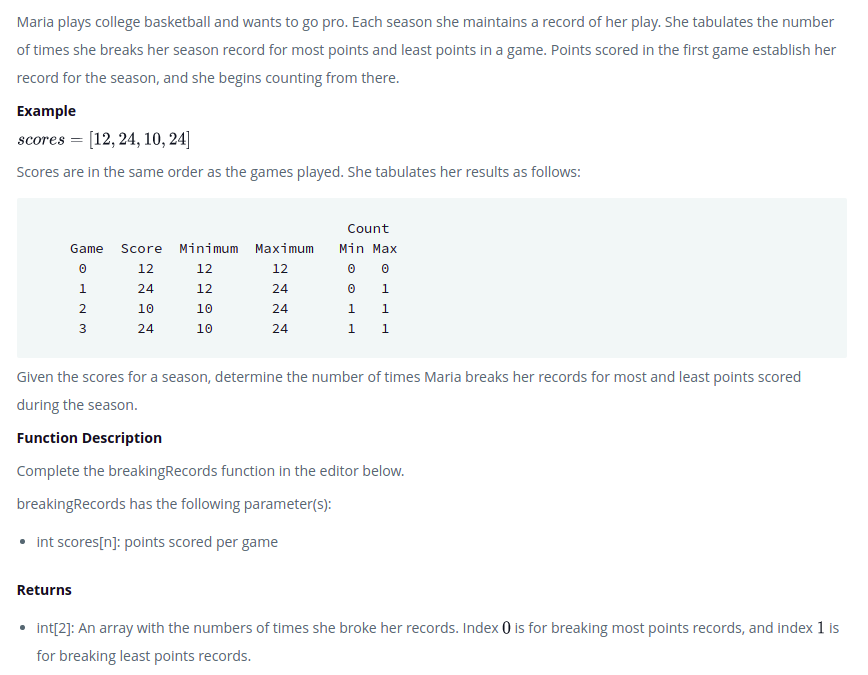 Maria plays college basketball and wants to go pro. Each season she maintains a record of her play. She tabulates the number
of times she breaks her season record for most points and least points in a game. Points scored in the first game establish her
record for the season, and she begins counting from there.
Example
scores = [12, 24, 10, 24]
Scores are in the same order as the games played. She tabulates her results as follows:
Count
Game Score Minimum Maximum Min Max
0 12 12 12 0 0
1 24 12 24 0 1
2 10 10 24 1 1
3 24 10 24 1 1
Given the scores for a season, determine the number of times Maria breaks her records for most and least points scored
during the season.
Function Description
Complete the breakingRecords function in the editor below.
breakingRecords has the following parameter(s):
• int scores[n]: points scored per game
Returns
• int[2]: An array with the numbers of times she broke her records. Index 0 is for breaking most points records, and index 1 is
for breaking least points records.